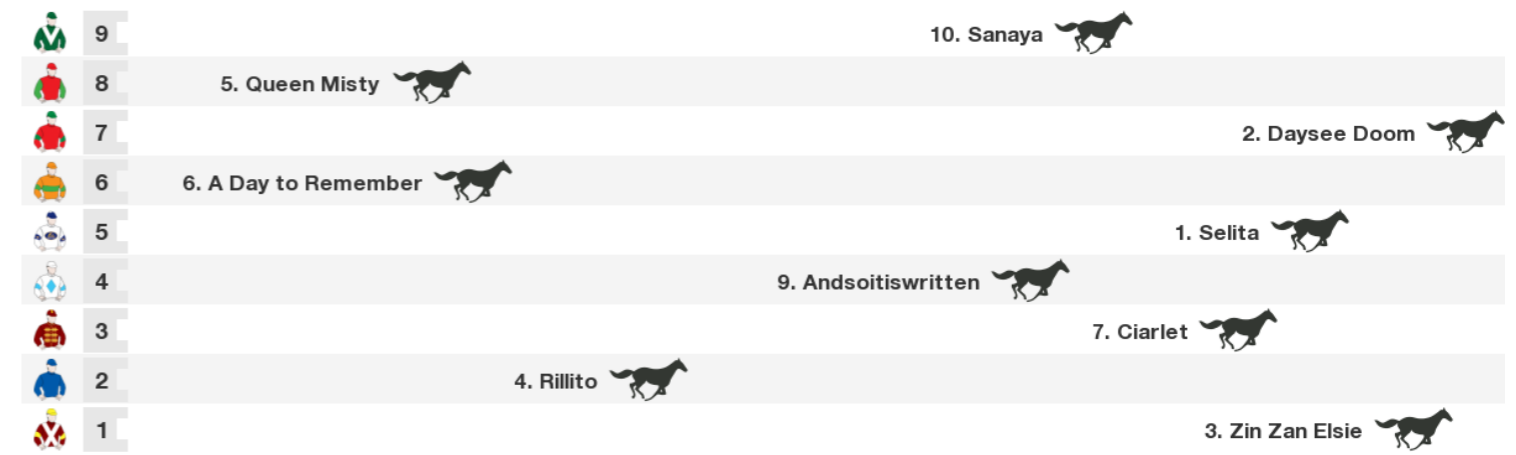 9 10. Sanaya
8 5. Queen Misty
7 2. Daysee Doom
6 6. A Day to Remember
5 1. Selita
4 9. Andsoitiswritten
3 7. Ciarlet
2 4. Rillito
1 3. Zin Zan Elsie